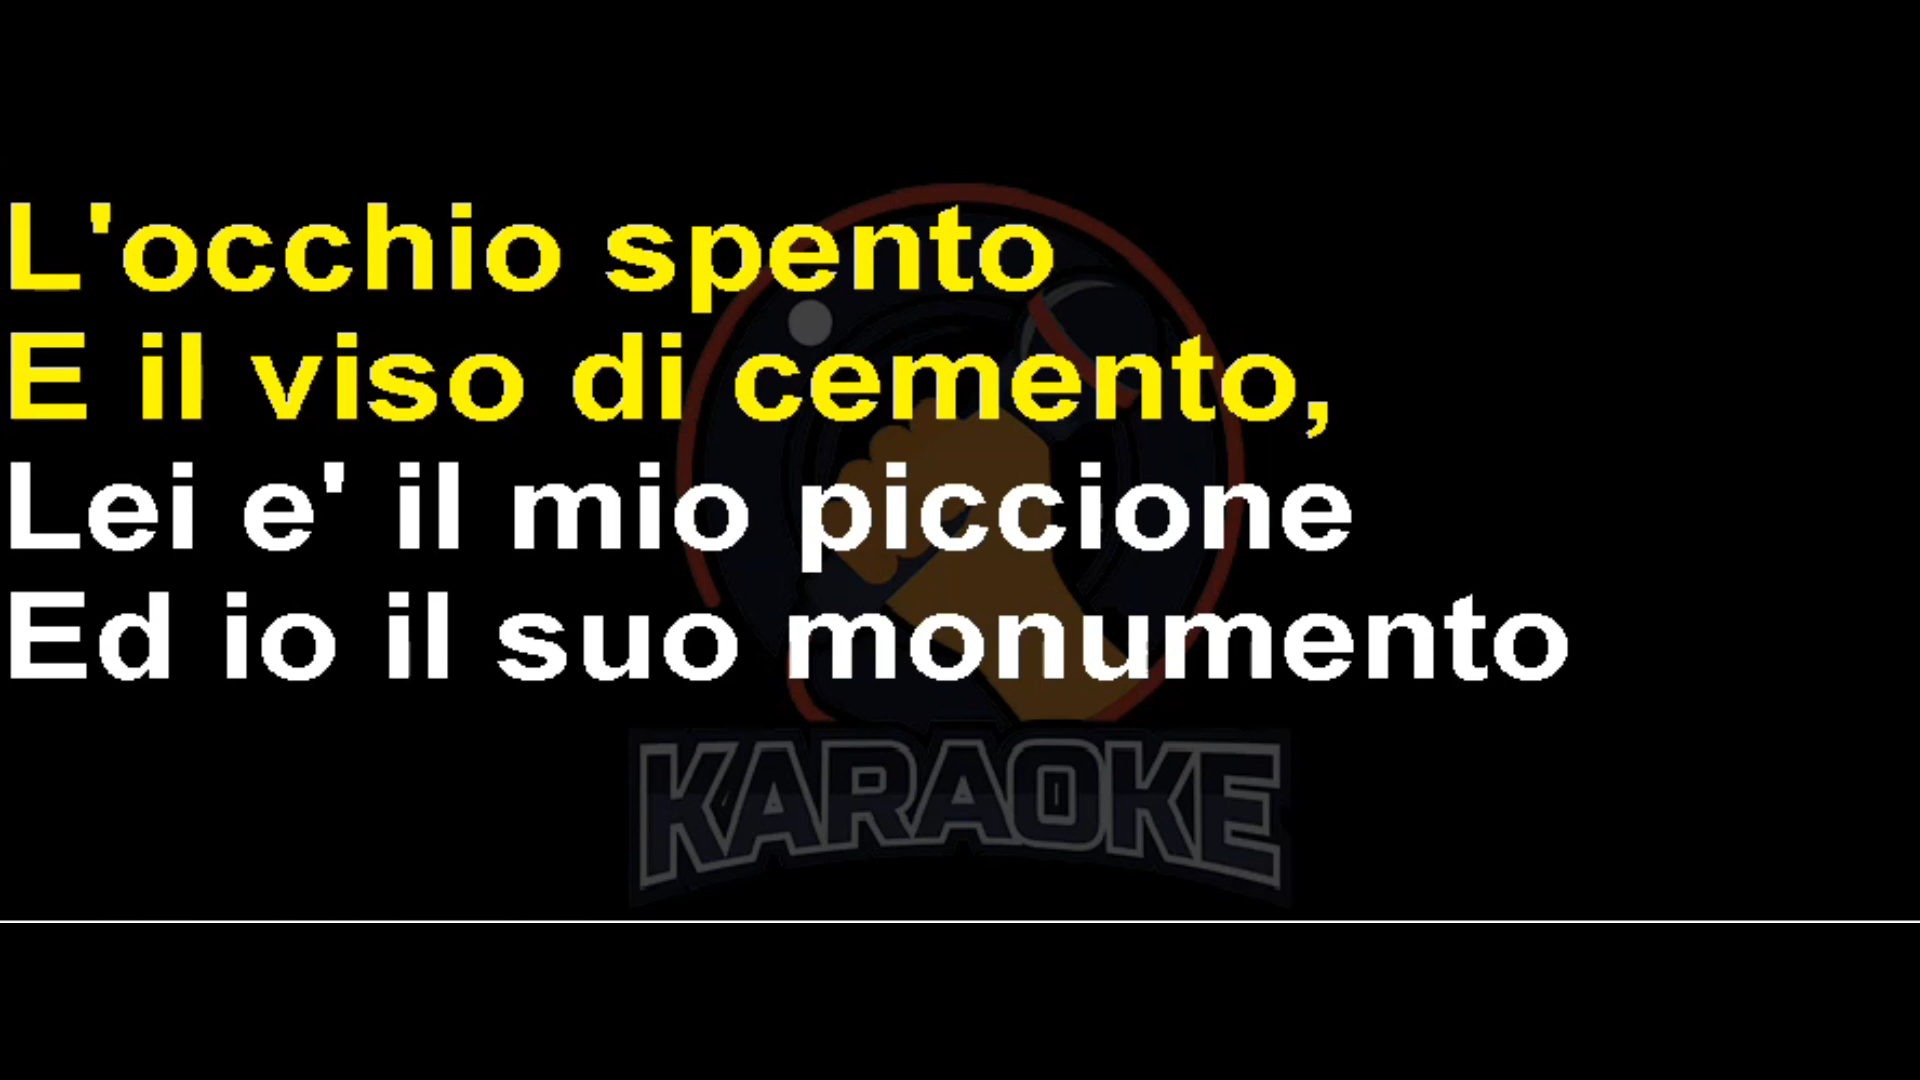 L'occhio spento
E il viso di cemento,
Lei e' il mio piccione
Ed io il suo monumento
KARAOKE